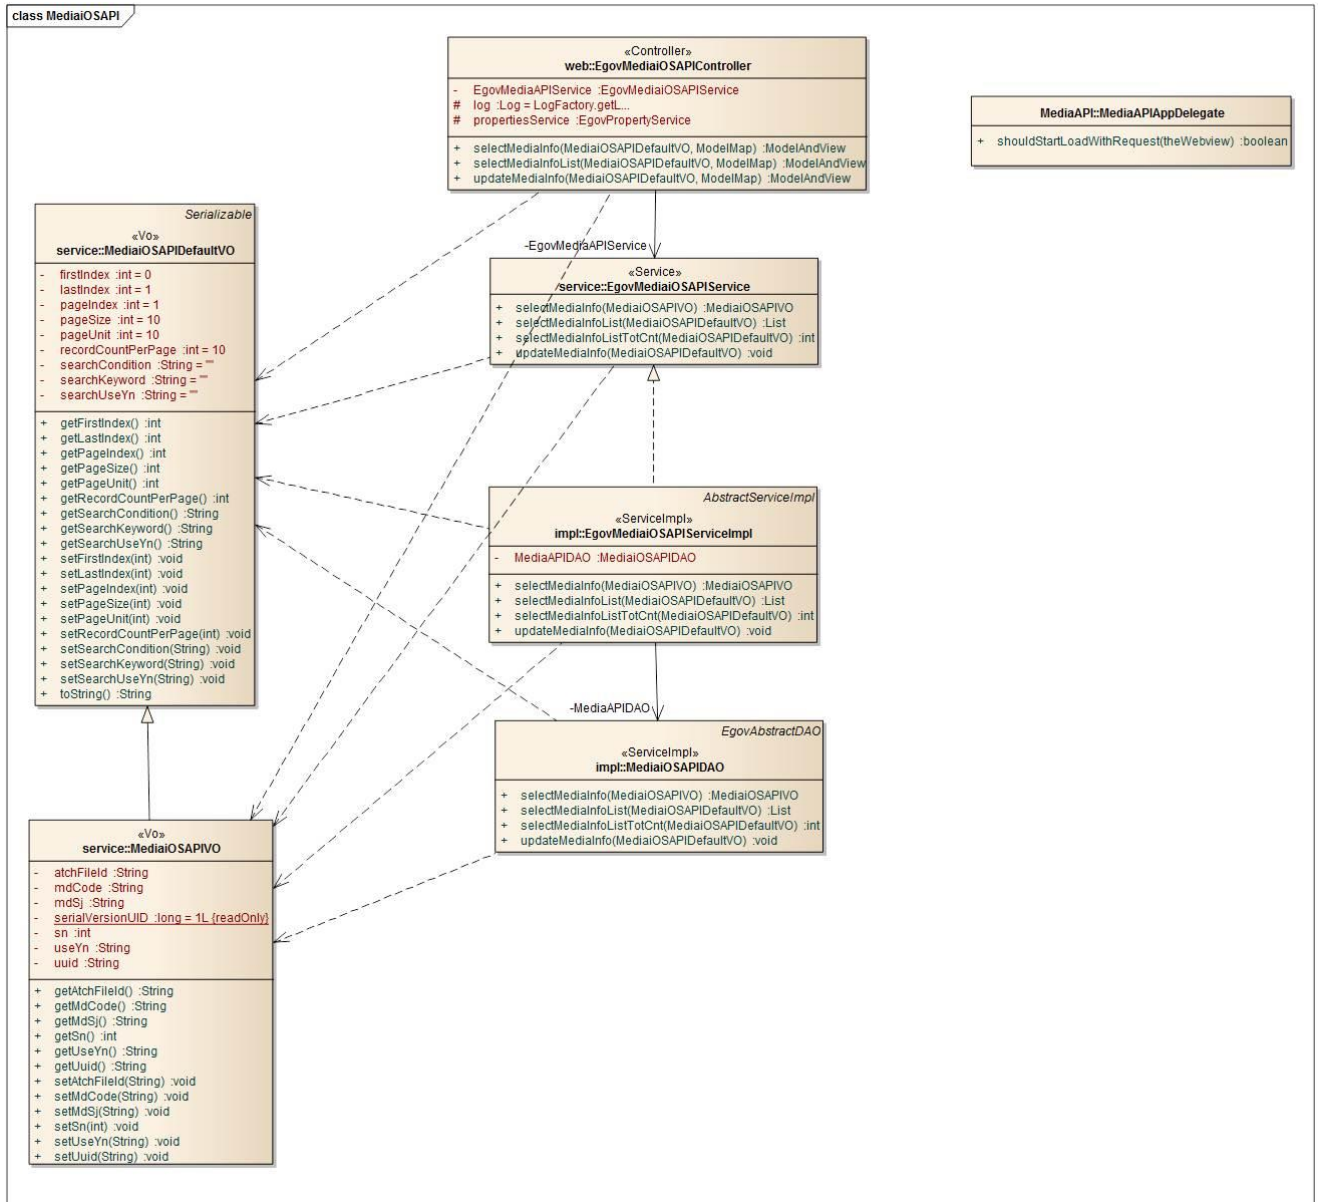 class MediaiOSAPI
«Controller»
web::EgovMediaiOSAPIController
- EgovMediaAPIService :EgovMediaiOSAPIService
# log :Log = LogFactory.getL...
# propertiesService :EgovPropertyService
+ selectMediaInfo(MediaiOSAPIDefaultVO, ModelMap) :ModelAndView
+ selectMediaInfoList(MediaiOSAPIDefaultVO, ModelMap) :ModelAndView
+ updateMediaInfo(MediaiOSAPIDefaultVO, ModelMap) :ModelAndView
MediaAPI::MediaAPIAppDelegate
+ shouldStartLoadWithRequest(theWebview) :boolean
Serializable
«Vo»
service::MediaiOSAPIDefaultVO
- firstIndex :int = 0
- lastIndex :int = 1
- pageIndex :int = 1
- pageSize :int = 10
- pageUnit :int = 10
- recordCountPerPage :int = 10
- searchCondition :String = ""
- searchKeyword :String = ""
- searchUseYn :String = ""
+ getFirstIndex() :int
+ getLastIndex() :int
+ getPageIndex() :int
+ getPageSize() :int
+ getPageUnit() :int
+ getRecordCountPerPage() :int
+ getSearchCondition() :String
+ getSearchKeyword() :String
+ getSearchUseYn() :String
+ setFirstIndex(int) :void
+ setLastIndex(int) :void
+ setPageIndex(int) :void
+ setPageSize(int) :void
+ setPageUnit(int) :void
+ setRecordCountPerPage(int) :void
+ setSearchCondition(String) :void
+ setSearchKeyword(String) :void
+ setSearchUseYn(String) :void
+ toString() :String
-EgovMediaAPIService
«Service»
service::EgovMediaiOSAPIService
+ selectMediaInfo(MediaiOSAPIVO) :MediaiOSAPIVO
+ selectMediaInfoList(MediaiOSAPIDefaultVO) :List
+ selectMediaInfoListTotCnt(MediaiOSAPIDefaultVO) :int
+ updateMediaInfo(MediaiOSAPIDefaultVO) :void
AbstractServiceImpl
«ServiceImpl»
impl::EgovMediaiOSAPIServiceImpl
- MediaAPIDAO :MediaiOSAPIDAO
+ selectMediaInfo(MediaiOSAPIVO) :MediaiOSAPIVO
+ selectMediaInfoList(MediaiOSAPIDefaultVO) :List
+ selectMediaInfoListTotCnt(MediaiOSAPIDefaultVO) :int
+ updateMediaInfo(MediaiOSAPIDefaultVO) :void
-MediaAPIDAO
EgovAbstractDAO
«ServiceImpl»
impl::MediaiOSAPIDAO
+ selectMediaInfo(MediaiOSAPIVO) :MediaiOSAPIVO
+ selectMediaInfoList(MediaiOSAPIDefaultVO) :List
+ selectMediaInfoListTotCnt(MediaiOSAPIDefaultVO) :int
+ updateMediaInfo(MediaiOSAPIDefaultVO) :void
«Vo»
service::MediaiOSAPIVO
- atchFileId :String
- mdCode :String
- mdSj :String
- serialVersionUID :long = 1L {readOnly}
- sn :int
- useYn :String
- uuid :String
+ getAtchFileId() :String
+ getMdCode() :String
+ getMdSj() :String
+ getSn() :int
+ getUseYn() :String
+ getUuid() :String
+ setAtchFileId(String) :void
+ setMdCode(String) :void
+ setMdSj(String) :void
+ setSn(int) :void
+ setUseYn(String) :void
+ setUuid(String) :void